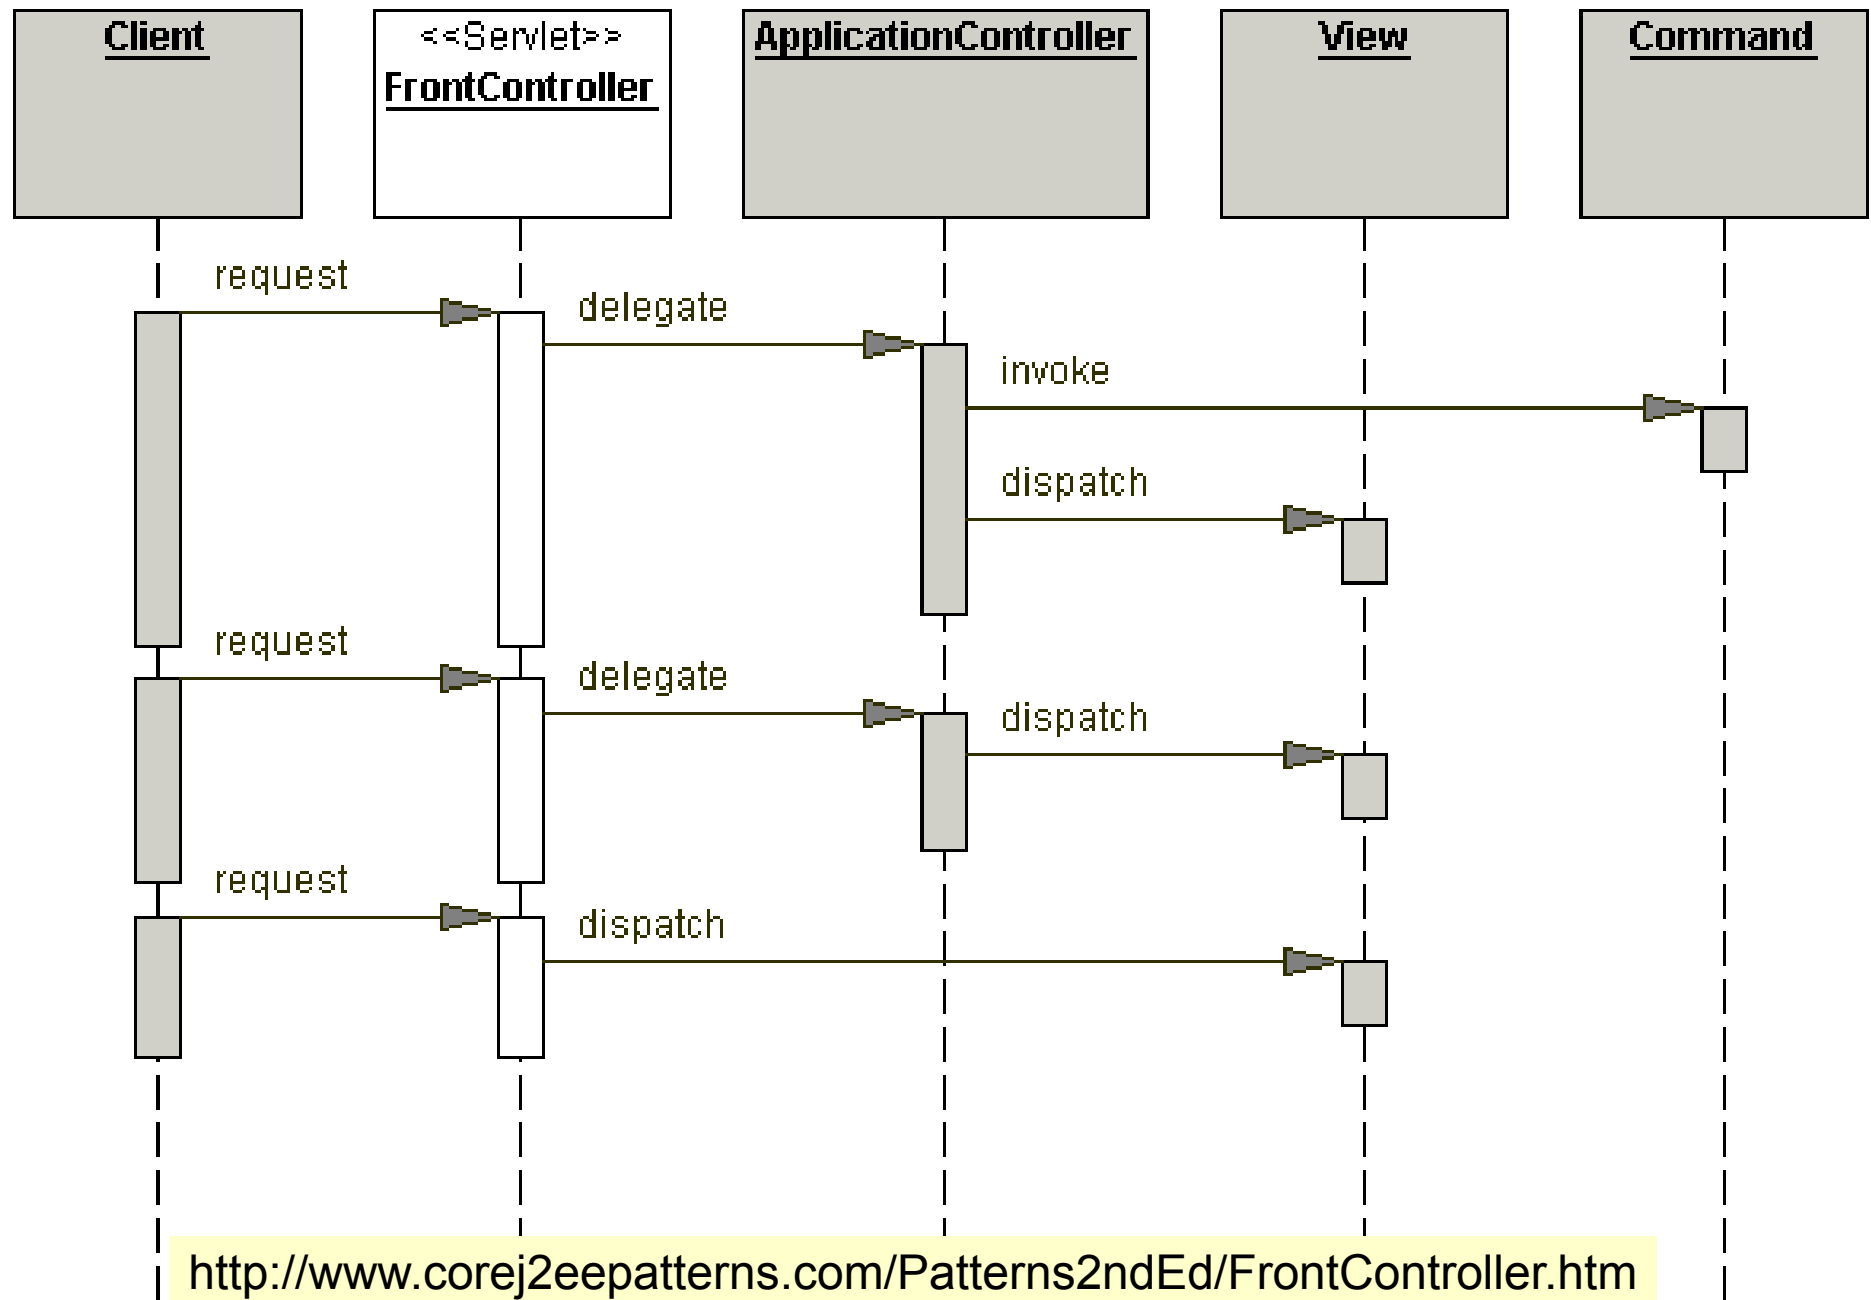 Client
<<Servlet>>
FrontController
ApplicationController
View
Command
request
delegate
invoke
dispatch
request
delegate
dispatch
request
dispatch
http://www.corej2eepatterns.com/Patterns2ndEd/FrontController.htm